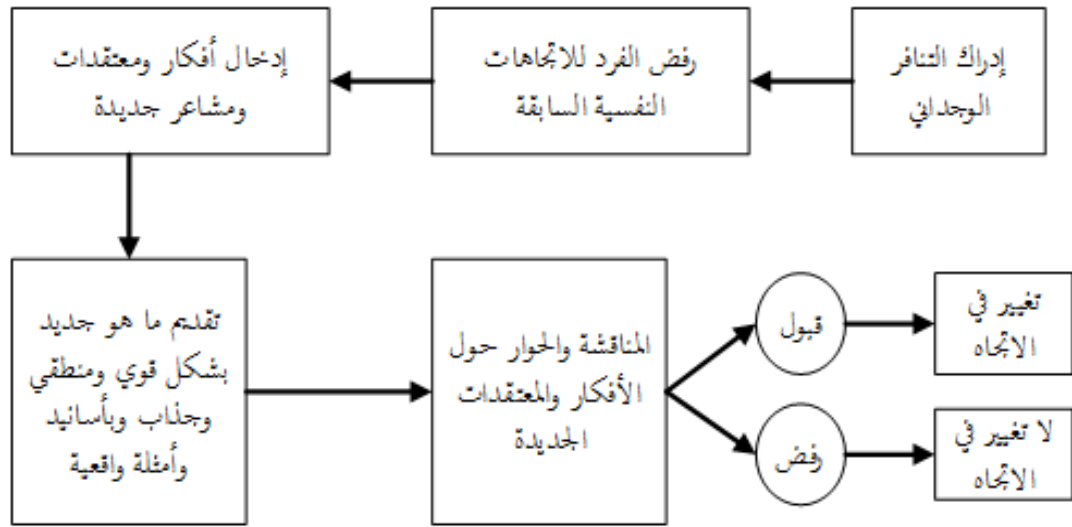 إدراك التنافر
الوجداني
رفض الفرد للاتجاهات
النفسية السابقة
إدخال أفكار ومعتقدات
ومشاعر جديدة
تقديم ما هو جديد
بشكل قوي ومنطقي
وجذاب وبأسانيد
وأمثلة واقعية
المناقشة والحوار حول
الأفكار والمعتقدات
الجديدة
قبول
تغيير في
الاتجاه
رفض
لا تغيير في
الاتجاه